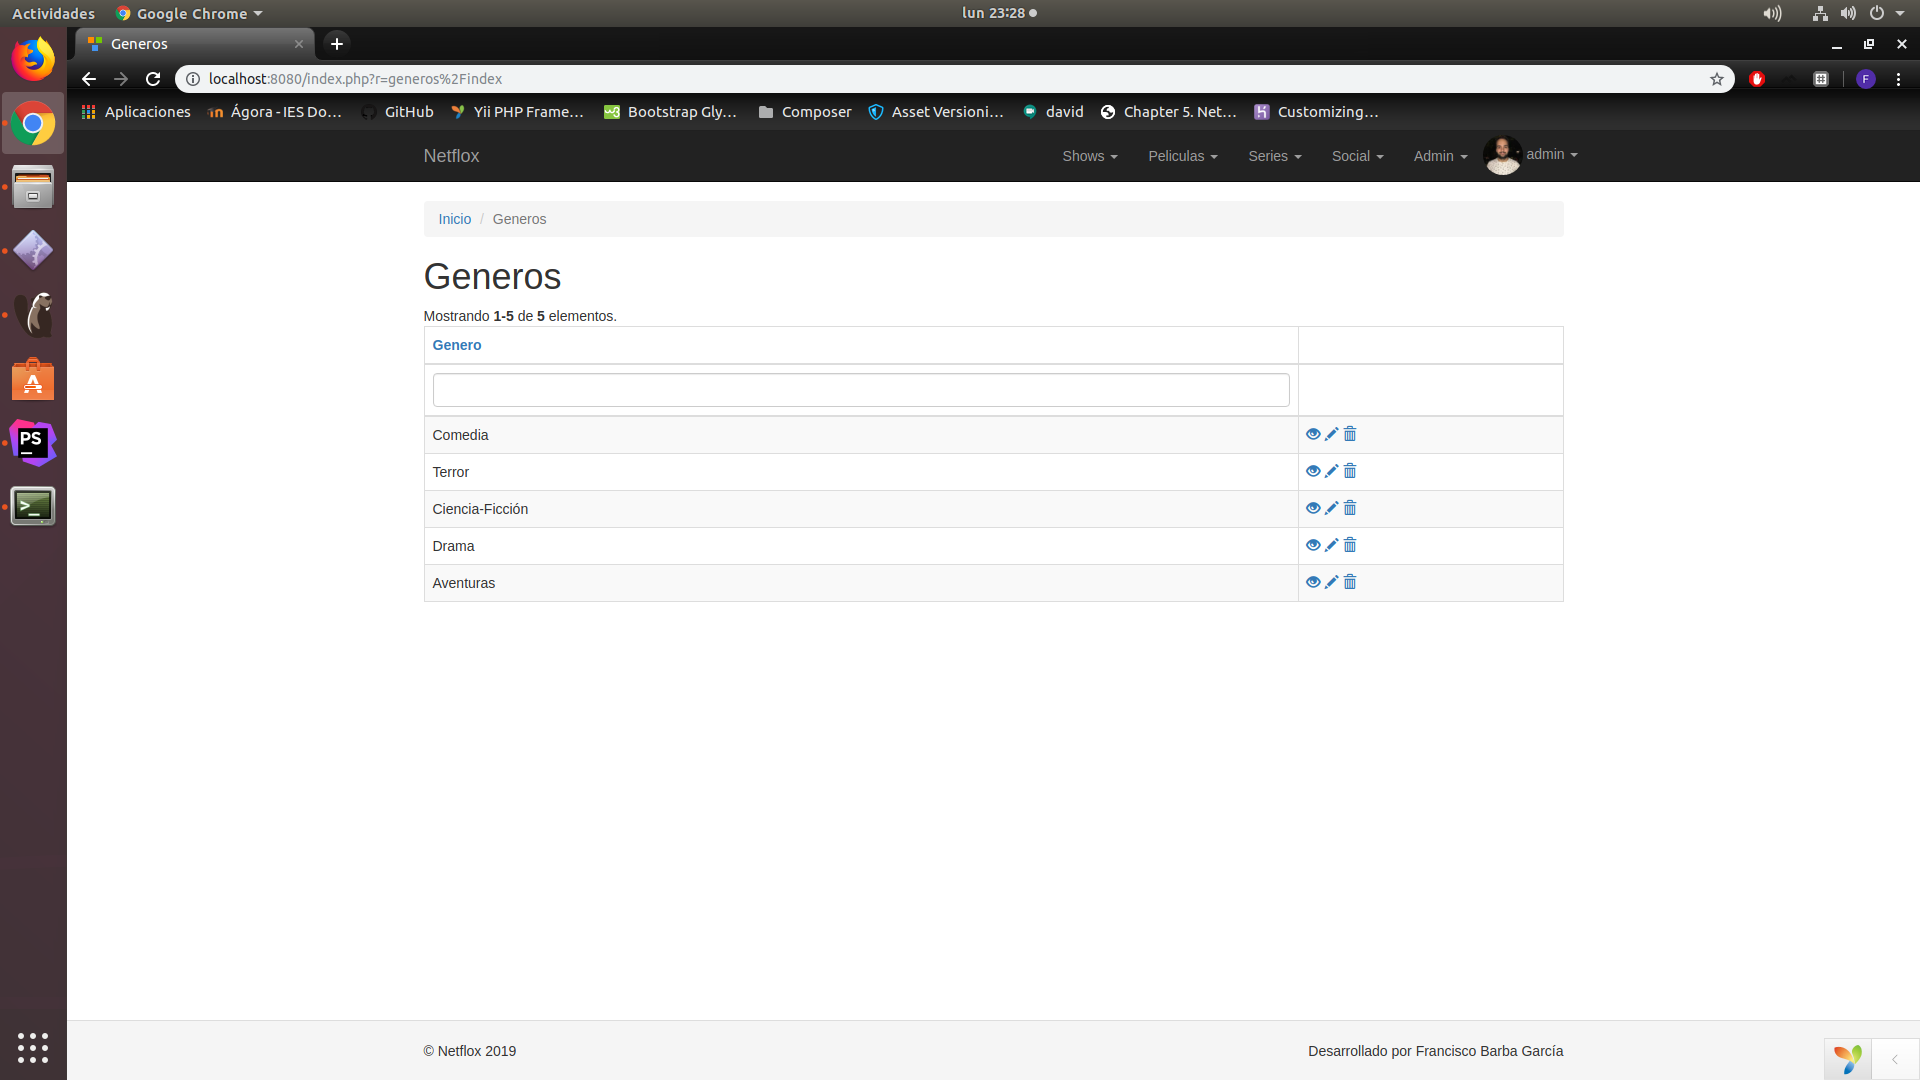 Actividades Google Chrome lun 23:28
Generos
localhost:8080/index.php?r=generos%2Findex F
Aplicaciones Ágora - IES Do... GitHub Yii PHP Frame... Bootstrap Gly... Composer Asset Versioni... david Chapter 5. Net... Customizing...
Netflox Shows Peliculas Series Social Admin admin
Inicio / Generos
Generos
Mostrando 1-5 de 5 elementos.
Genero
Comedia
Terror
Ciencia-Ficción
Drama
Aventuras
PS
© Netflox 2019 Desarrollado por Francisco Barba García